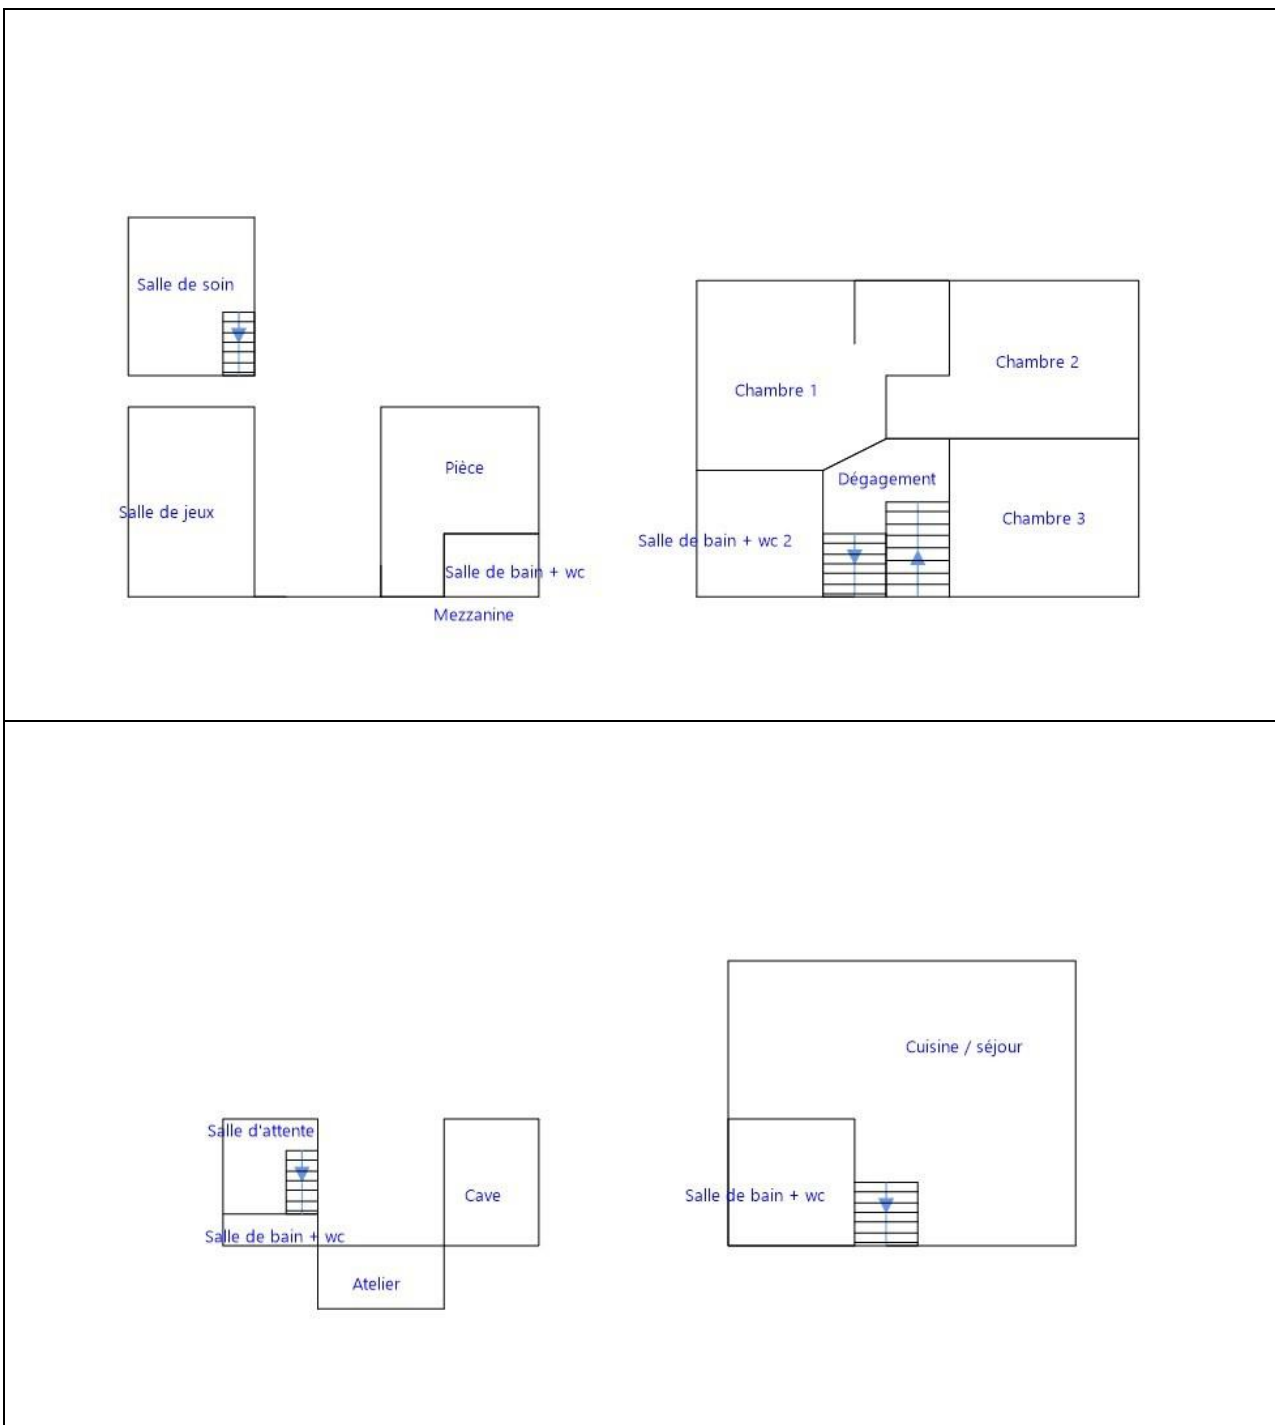 Salle de soin
Salle de jeux
Pièce
Salle de bain + wc
Mezzanine
Chambre 1
Chambre 2
Dégagement
Salle de bain + wc 2
Chambre 3
Salle d'attente
Salle de bain + wc
Atelier
Cave
Cuisine / séjour
Salle de bain + wc